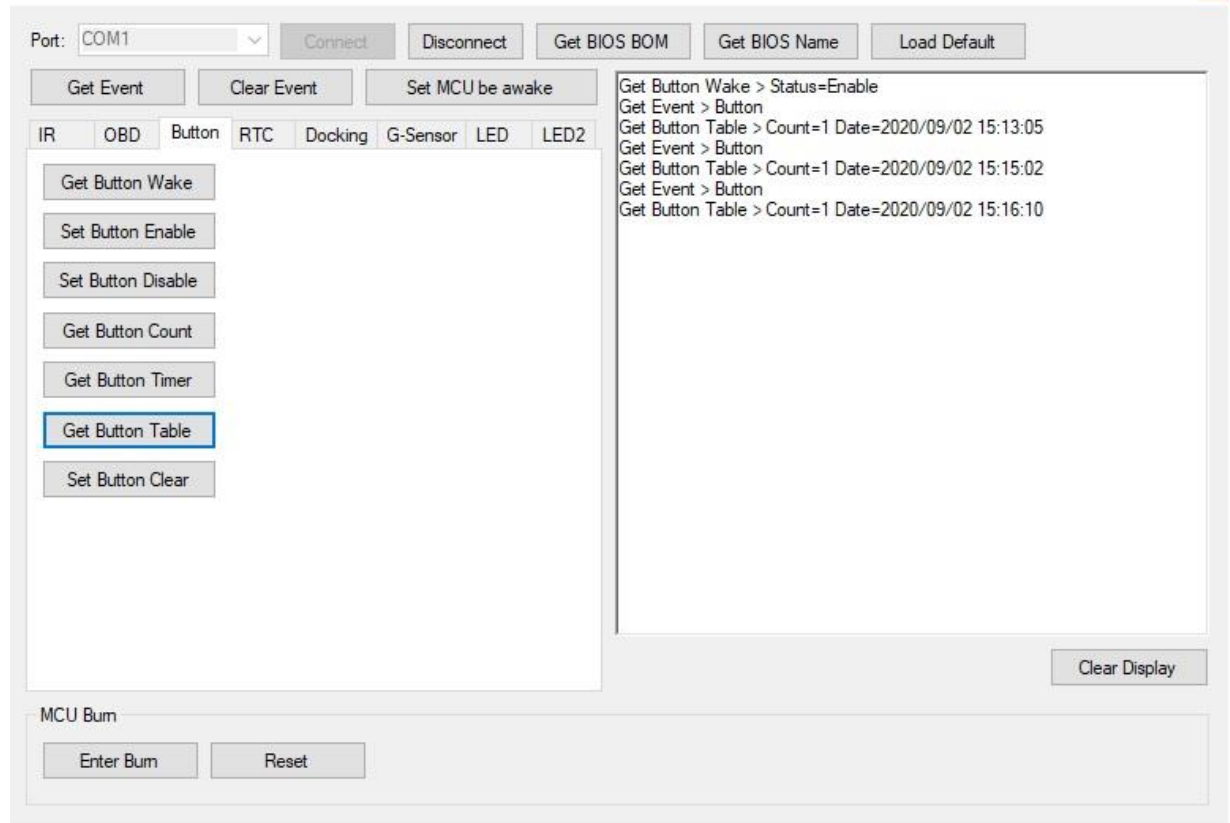 Port: COM1 Connect Disconnect Get BIOS BOM Get BIOS Name Load Default
Get Event Clear Event Set MCU be awake
IR OBD Button RTC Docking G-Sensor LED LED2
Get Button Wake
Set Button Enable
Set Button Disable
Get Button Count
Get Button Timer
Get Button Table
Set Button Clear
Get Button Wake > Status=Enable
Get Event > Button
Get Button Table > Count=1 Date=2020/09/02 15:13:05
Get Event > Button
Get Button Table > Count=1 Date=2020/09/02 15:15:02
Get Event > Button
Get Button Table > Count=1 Date=2020/09/02 15:16:10
Clear Display
MCU Burn
Enter Burn Reset